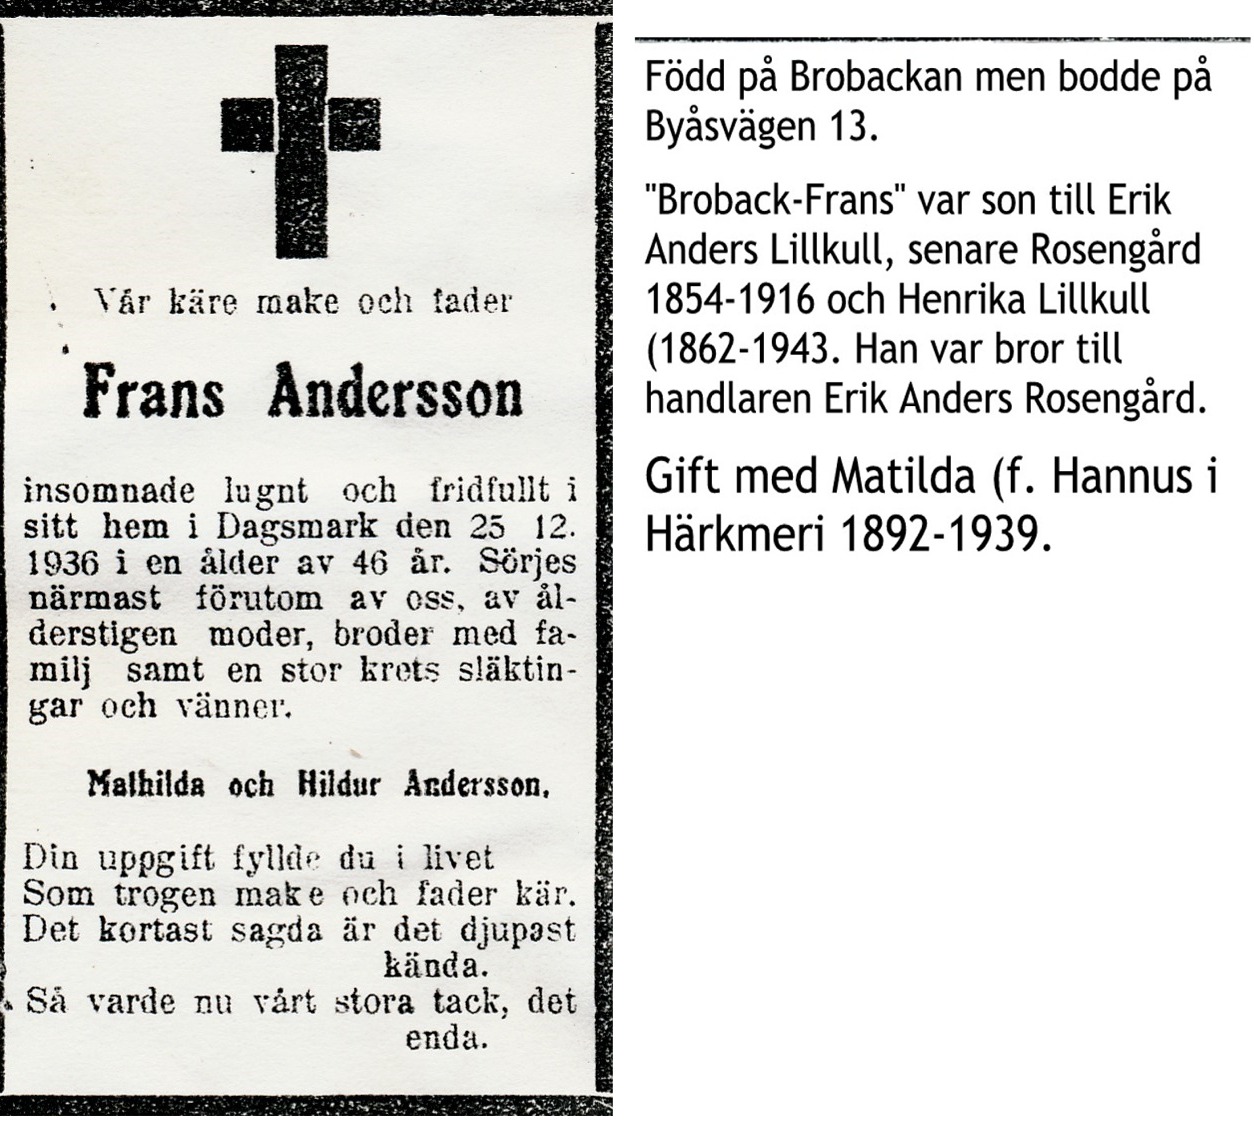 Vår käre make och fader
Frans Andersson
insomnade lugnt och fridfullt i
sitt hem i Dagsmark den 25 12.
1936 i en ålder av 46 år. Sörjes
närmast förutom av oss, av ål-
derstigen moder, broder med fa-
milj samt en stor krets släktin-
gar och vänner.
Mathilda och Hildur Andersson.
Din uppgift fyllde du i livet
Som trogen make och fader kär.
Det kortast sagda är det djupast
kända.
Så varde nu vårt stora tack, det
enda.
Född på Brobackan men bodde på
Byåsvägen 13.
"Broback-Frans" var son till Erik
Anders Lillkull, senare Rosengård
1854-1916 och Henrika Lillkull
(1862-1943. Han var bror till
handlaren Erik Anders Rosengård.
Gift med Matilda (f. Hannus i
Härkmeri 1892-1939.